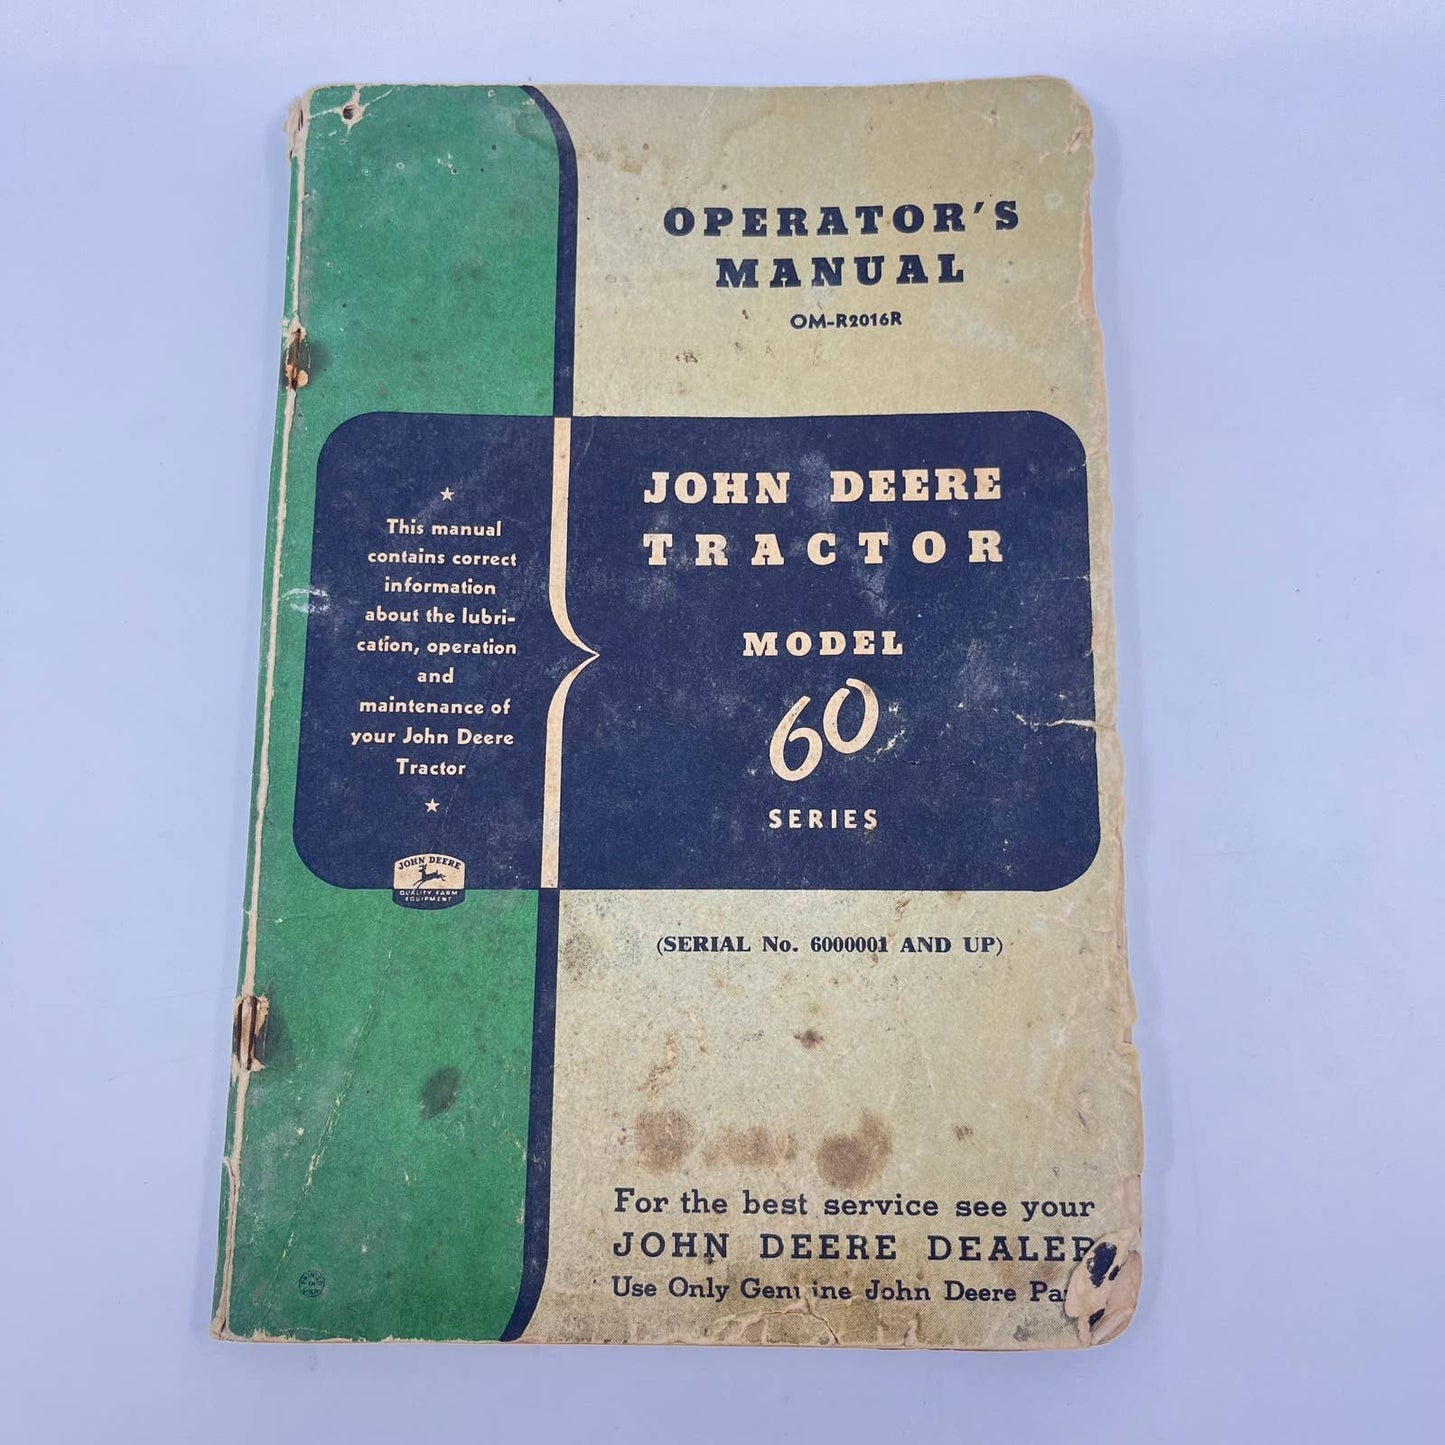 OPERATOR'S
MANUAL
OM-R2016R
JOHN DEERE
TRACTOR
MODEL
60
SERIES
★
This manual
contains correct
information
about the lubri-
cation, operation
and
maintenance of
your John Deere
Tractor
★
JOHN DEERE
QUALITY FARM
EQUIPMENT
(SERIAL No. 6000001 AND UP)
For the best service see your
JOHN DEERE DEALER
Use Only Genuine John Deere
PRINTED
IN
U.S.A.